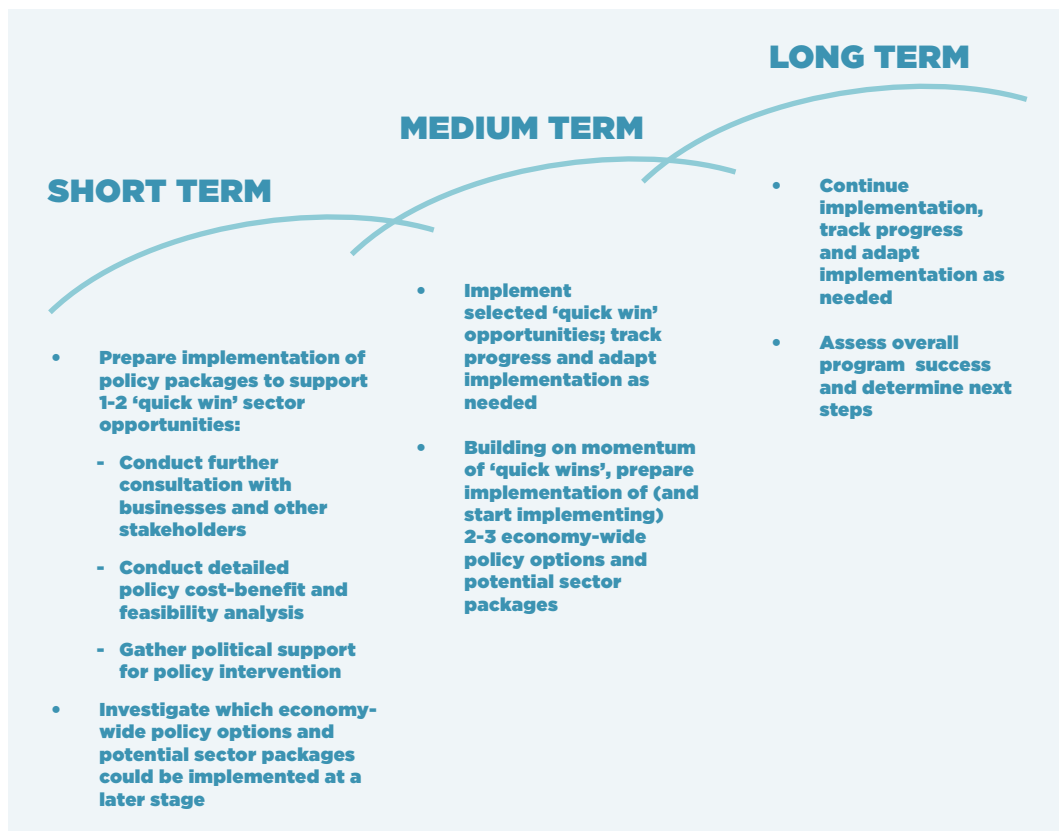 SHORT TERM
• Prepare implementation of
policy packages to support
1-2 ‘quick win’ sector
opportunities:
- Conduct further
consultation with
businesses and other
stakeholders
- Conduct detailed
policy cost-benefit and
feasibility analysis
- Gather political support
for policy intervention
• Investigate which economy-
wide policy options and
potential sector packages
could be implemented at a
later stage
MEDIUM TERM
• Implement
selected ‘quick win’
opportunities; track
progress and adapt
implementation as
needed
• Building on momentum
of ‘quick wins’, prepare
implementation of (and
start implementing)
2-3 economy-wide
policy options and
potential sector
packages
LONG TERM
• Continue
implementation,
track progress
and adapt
implementation as
needed
• Assess overall
program  success
and determine next
steps